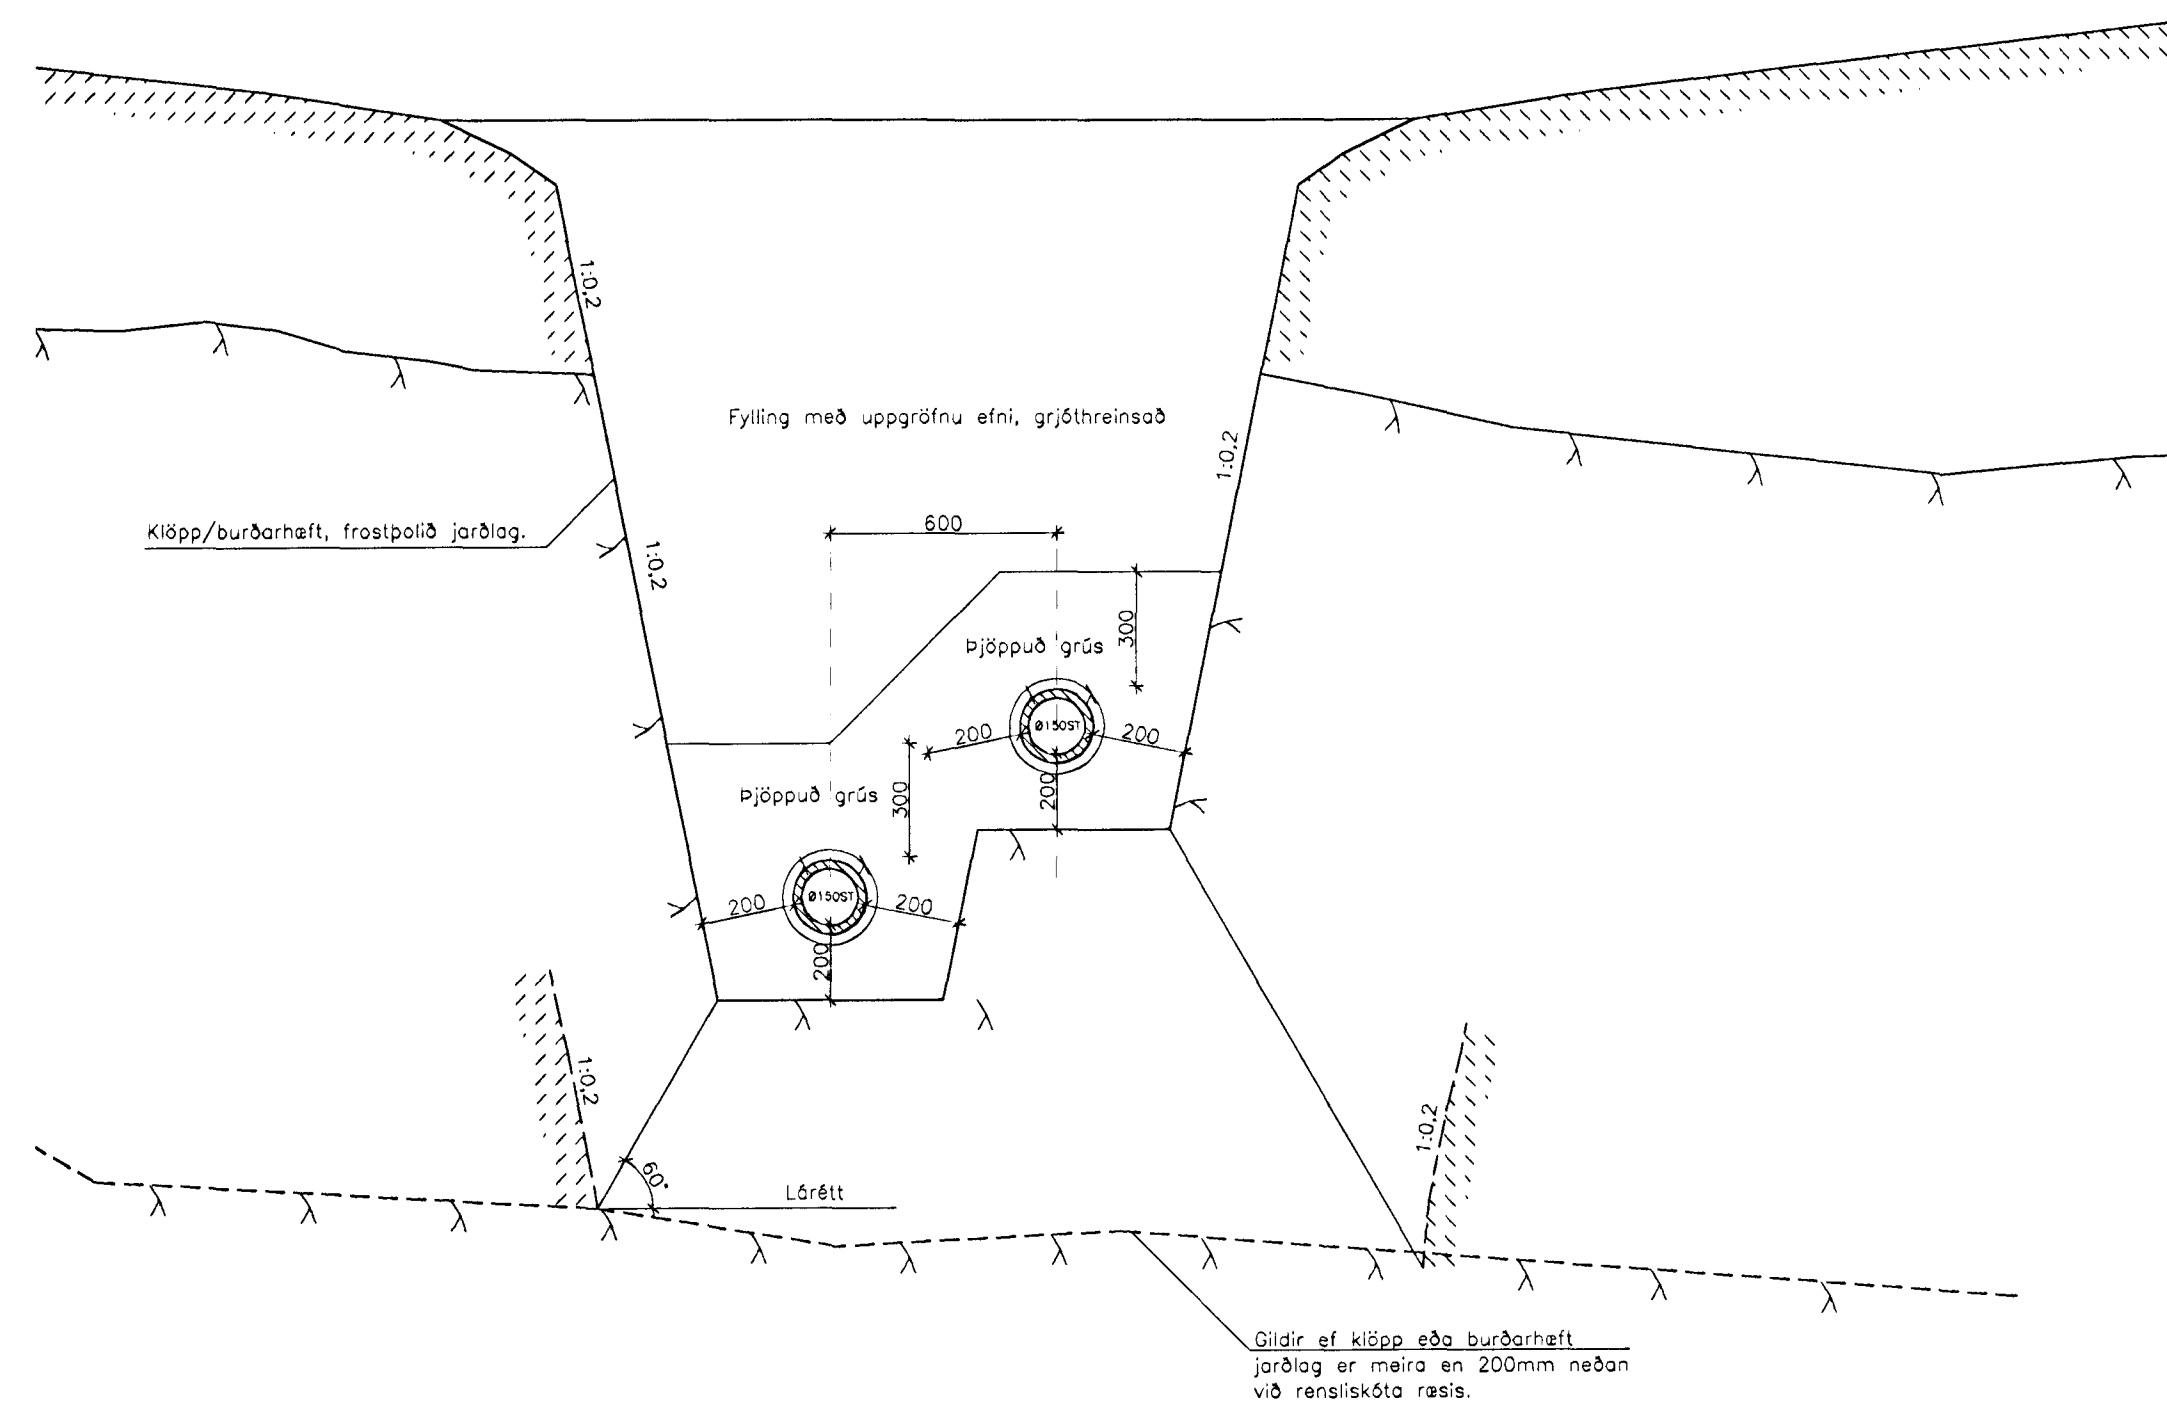 1:0,2
Fylling með uppgröfnu efni, grjóthreinsað
1:0,2
Klöpp/burðarhæft, frostþolið jarðlag.
600
1:0,2
300
Þjöppuð grús
Ø150ST
200
200
200
Þjöppuð grús
300
Ø150ST
200
200
200
1:0,2
1:0,2
60°
Lárétt
Gildir ef klöpp eða burðarhæft
jarðlag er meira en 200mm neðan
við rensliskóta ræsis.